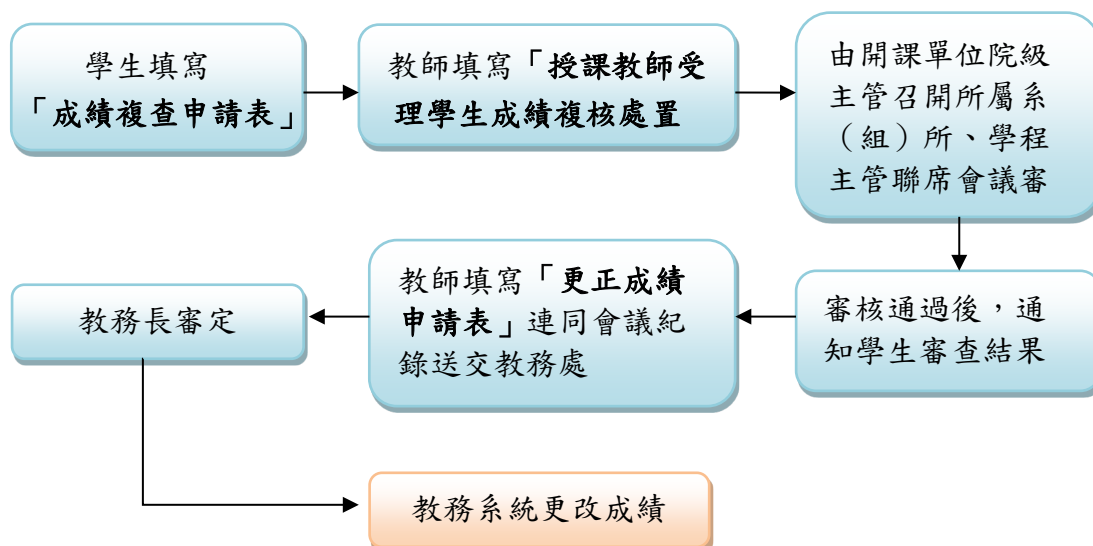 學生填寫
「成績複查申請表」
教師填寫「授課教師受
理學生成績複核處置
由開課單位院級
主管召開所屬系
（組）所、學程
主管聯席會議審
審核通過後，通
知學生審查結果
教師填寫「更正成績
申請表」連同會議紀
錄送交教務處
教務長審定
教務系統更改成績